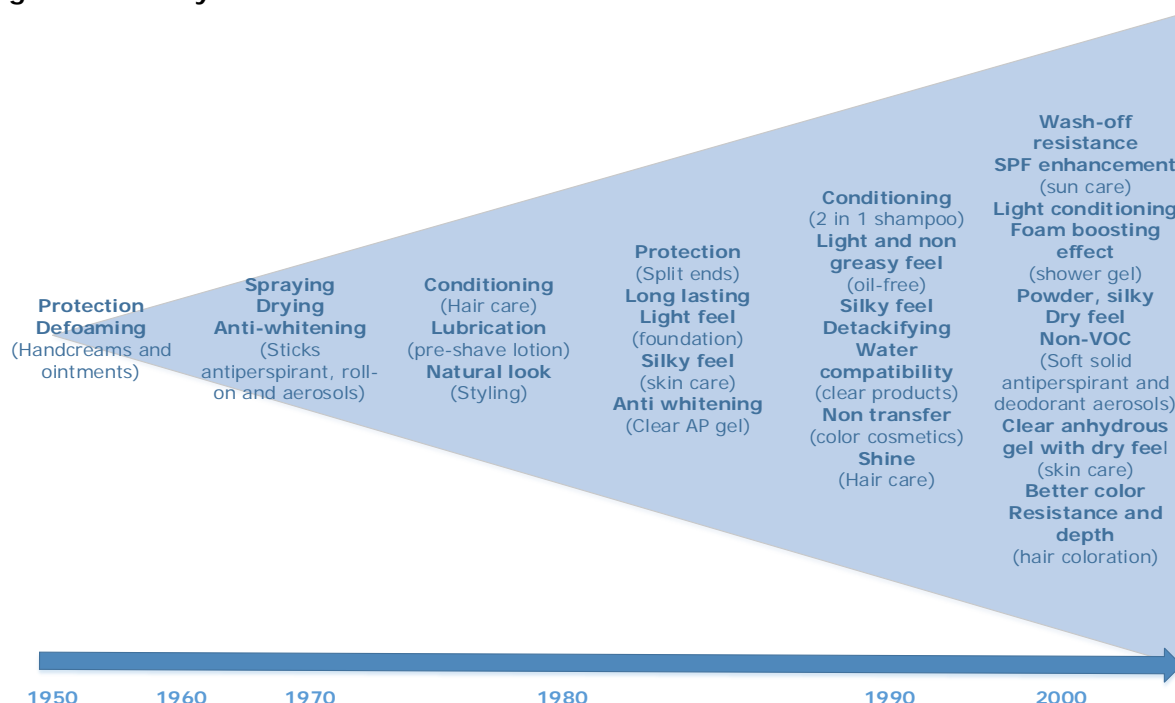 Protection
Defoaming
(Handcreams and
ointments)
Spraying
Drying
Anti-whitening
(Sticks
antiperspirant, roll-
on and aerosols)
Conditioning
(Hair care)
Lubrication
(pre-shave lotion)
Natural look
(Styling)
Protection
(Split ends)
Long lasting
Light feel
(foundation)
Silky feel
(skin care)
Anti whitening
(Clear AP gel)
Conditioning
(2 in 1 shampoo)
Light and non
greasy feel
(oil-free)
Silky feel
Detackifying
Water
compatibility
(clear products)
Non transfer
(color cosmetics)
Shine
(Hair care)
Wash-off
resistance
SPF enhancement
(sun care)
Light conditioning
Foam boosting
effect
(shower gel)
Powder, silky
Dry feel
Non-VOC
(Soft solid
antiperspirant and
deodorant aerosols)
Clear anhydrous
gel with dry feel
(skin care)
Better color
Resistance and
depth
(hair coloration)
1950 1960 1970 1980 1990 2000